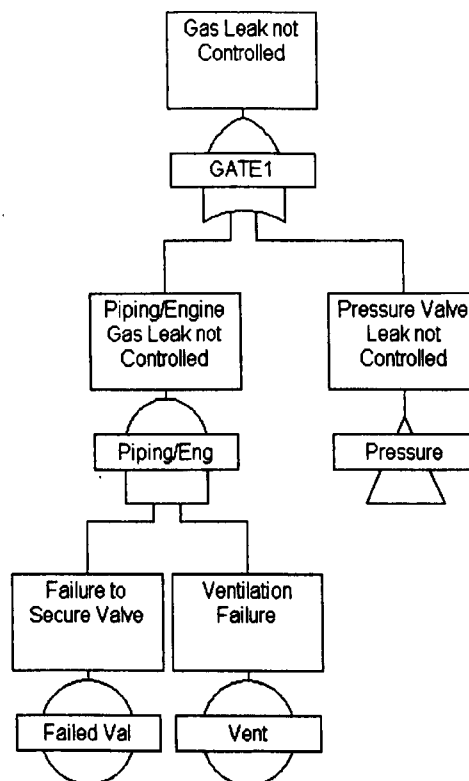 Gas Leak not
Controlled
GATE1
Piping/Engine
Gas Leak not
Controlled
Pressure Valve
Leak not
Controlled
Piping/Eng
Pressure
Failure to
Secure Valve
Ventilation
Failure
Failed Val
Vent